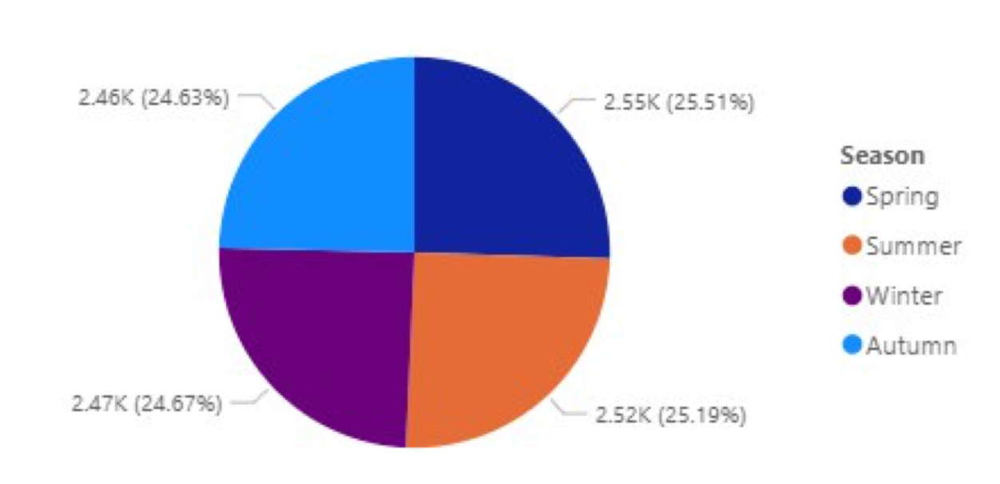 2.46K (24.63%)
2.55K (25.51%)
2.47K (24.67%)
2.52K (25.19%)
Season
Spring
Summer
Winter
Autumn